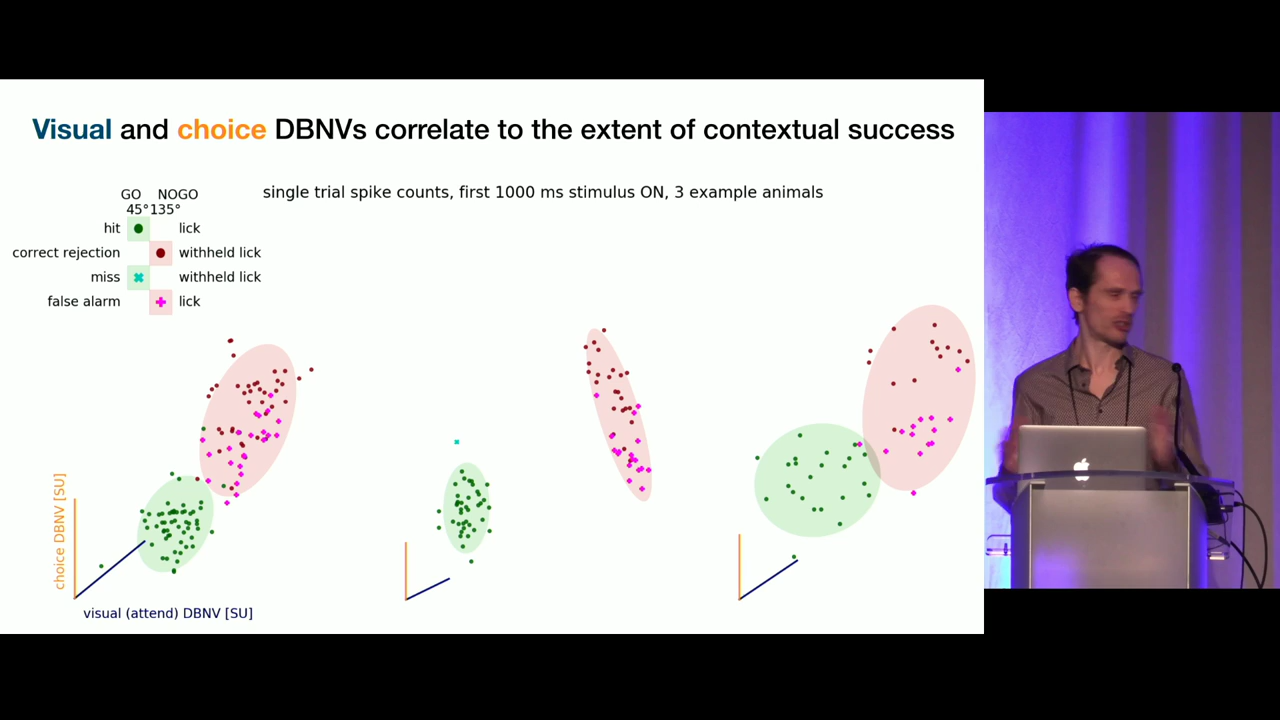 Visual and choice DBNVs correlate to the extent of contextual success
single trial spike counts, first 1000 ms stimulus ON, 3 example animals
GO NOGO
45°135°
hit lick
correct rejection withheld lick
miss withheld lick
false alarm lick
choice DBNV [SU]
visual (attend) DBNV [SU]